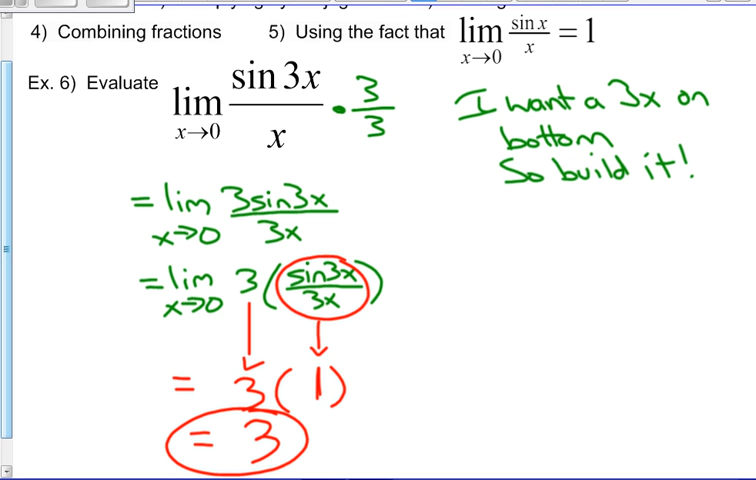 4) Combining fractions 5) Using the fact that lim x→0 sin x / x = 1
Ex. 6) Evaluate lim x→0 sin 3x / x • 3/3
I want a 3x on
bottom
So build it!
= lim x→0 3sin3x / 3x
= lim x→0 3 (sin3x / 3x)
= 3 ( 1 )
= 3